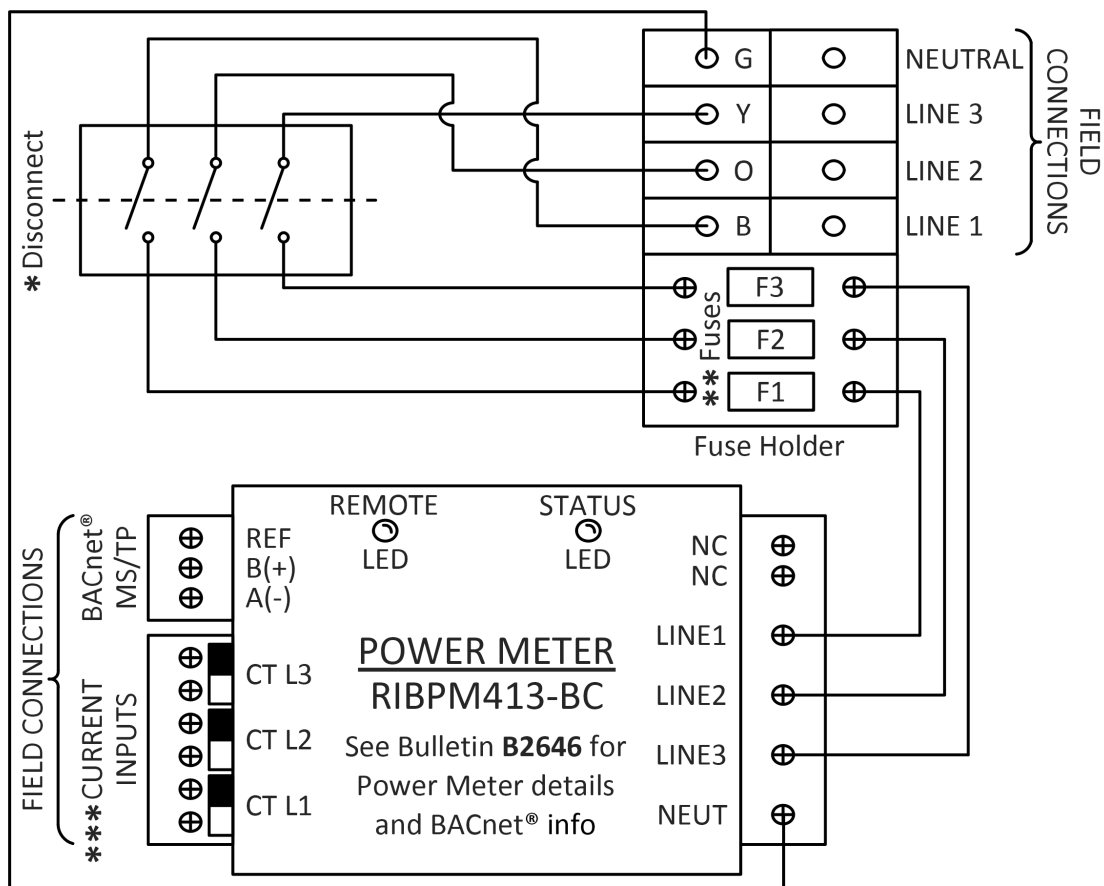 G
NEUTRAL
Y
LINE 3
O
LINE 2
B
LINE 1
FIELD
CONNECTIONS
* Disconnect
F3
F2
F1
** Fuses
Fuse Holder
REMOTE
LED
STATUS
LED
FIELD CONNECTIONS
BACnet®
MS/TP
REF
B(+)
A(-)
***CURRENT
INPUTS
CT L3
CT L2
CT L1
POWER METER
RIBPM413-BC
See Bulletin B2646 for
Power Meter details
and BACnet® info
NC
NC
LINE1
LINE2
LINE3
NEUT